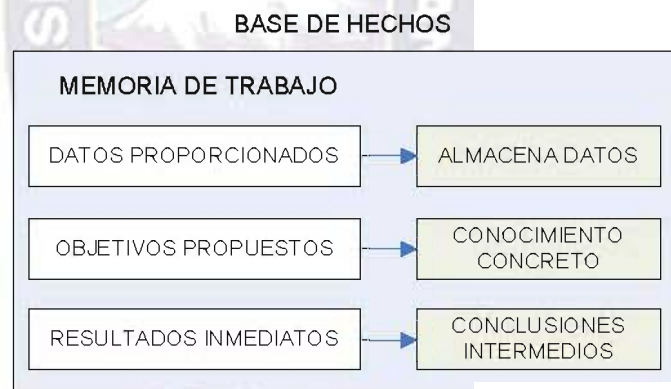 BASE DE HECHOS
MEMORIA DE TRABAJO
DATOS PROPORCIONADOS
ALMACENA DATOS
OBJETIVOS PROPUESTOS
CONOCIMIENTO
CONCRETO
RESULTADOS INMEDIATOS
CONCLUSIONES
INTERMEDIOS